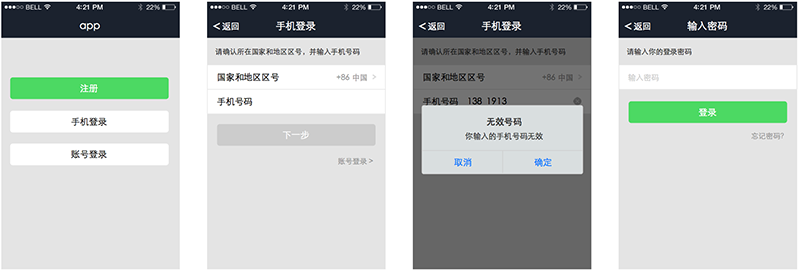 BELL 4:21 PM 22%
app
注册
手机登录
账号登录
BELL 4:21 PM 22%
<返回 手机登录
请确认所在国家和地区区号，并输入手机号码
国家和地区区号 +86 中国 >
手机号码
下一步
账号登录 >
BELL 4:21 PM 22%
<返回 手机登录
请确认所在国家和地区区号，并输入手机号码
国家和地区区号 +86 中国 >
手机号码 138 1913
无效号码
你输入的手机号码无效
取消 确定
BELL 4:21 PM 22%
<返回 输入密码
请输入你的登录密码
输入密码
登录
忘记密码?